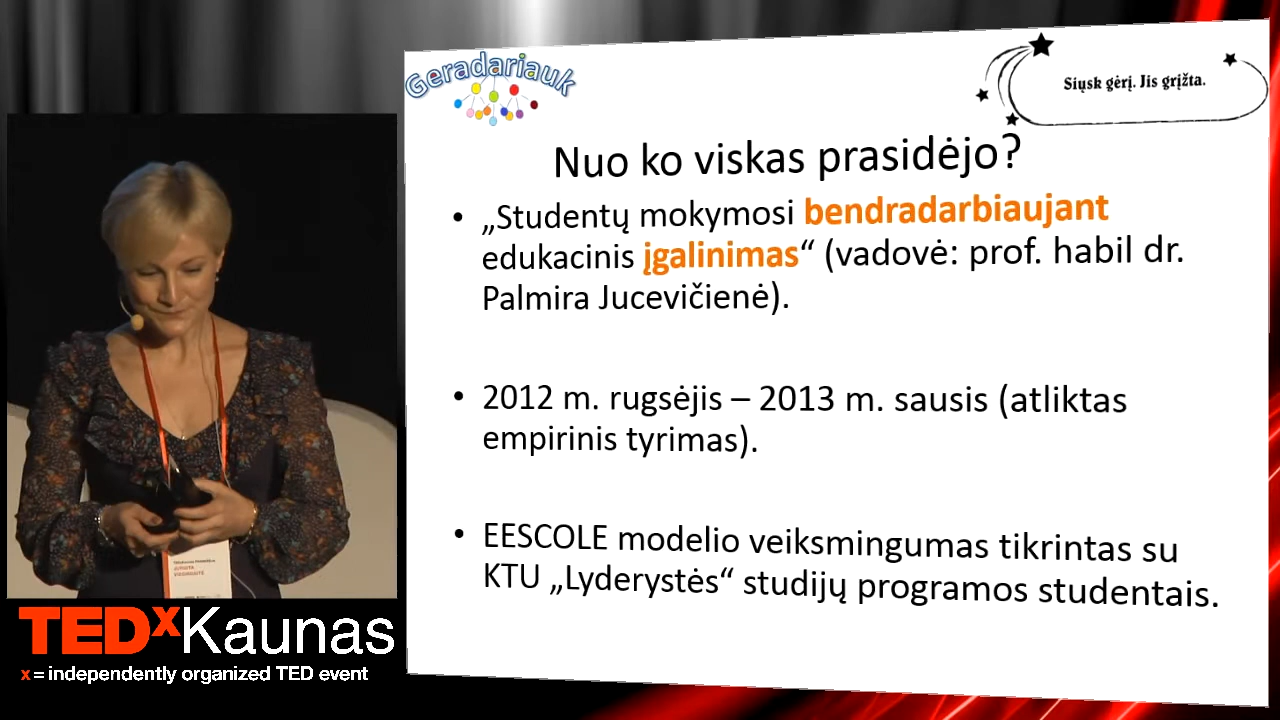 Geradariauk
Siųsk gėrį. Jis grįžta.
Nuo ko viskas prasidėjo?
• „Studentų mokymosi bendradarbiaujant
edukacinis įgalinimas“ (vadovė: prof. habil dr.
Palmira Jucevičienė).
• 2012 m. rugsėjis – 2013 m. sausis (atliktas
empirinis tyrimas).
• EESCOLE modelio veiksmingumas tikrintas su
KTU „Lyderystės“ studijų programos studentais.
TEDxKaunas
x = independently organized TED event